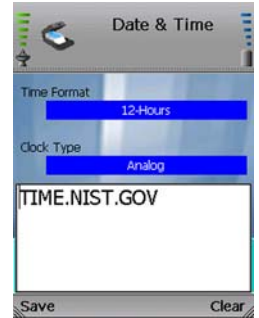 Date & Time
Time Format
12-Hours
Clock Type
Analog
TIME.NIST.GOV
Save Clear